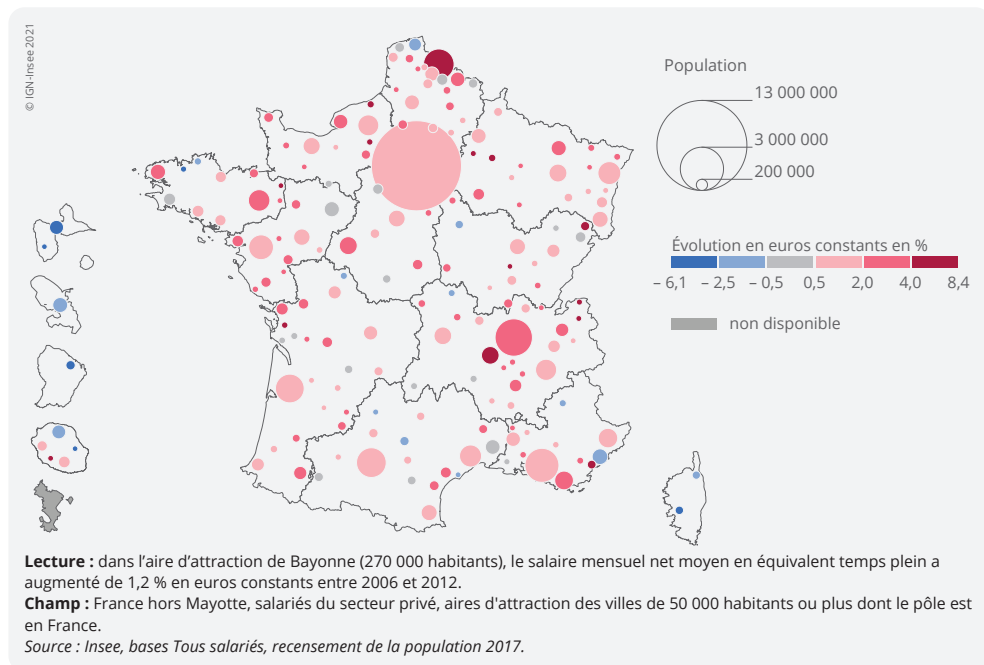 © IGN-Insee 2021
Population
13 000 000
3 000 000
200 000
Évolution en euros constants en %
– 6,1 – 2,5 – 0,5 0,5 2,0 4,0 8,4
non disponible
Lecture : dans l’aire d’attraction de Bayonne (270 000 habitants), le salaire mensuel net moyen en équivalent temps plein a
augmenté de 1,2 % en euros constants entre 2006 et 2012.
Champ : France hors Mayotte, salariés du secteur privé, aires d'attraction des villes de 50 000 habitants ou plus dont le pôle est
en France.
Source : Insee, bases Tous salariés, recensement de la population 2017.